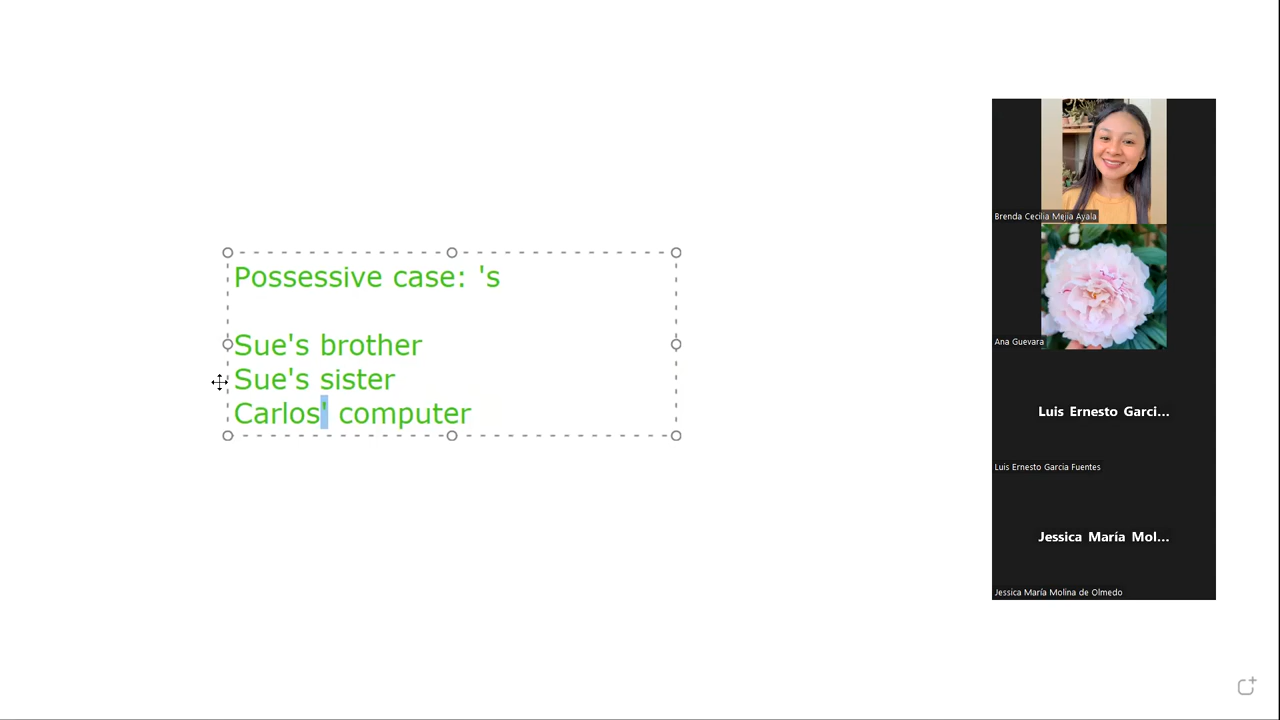 Possessive case: 's
Sue's brother
Sue's sister
Carlos' computer
Brenda Cecilia Mejia Ayala
Ana Guevara
Luis Ernesto Garci...
Luis Ernesto Garcia Fuentes
Jessica María Mol...
Jessica María Molina de Olmedo